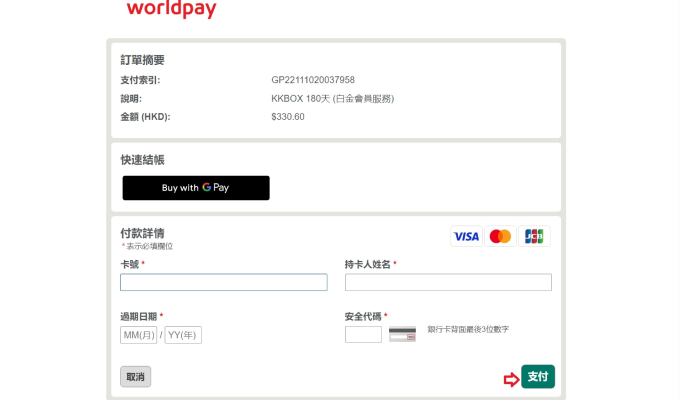 worldpay
訂單摘要
支付索引: GP22111020037958
說明: KKBOX 180天 (白金會員服務)
金額 (HKD): $330.60
快速結帳
Buy with G Pay
付款詳情
* 表示必填欄位
VISA JCB
卡號 * 持卡人姓名 *
過期日期 * 安全代碼 *
MM(月) / YY(年) 銀行卡背面最後3位數字
取消 支付